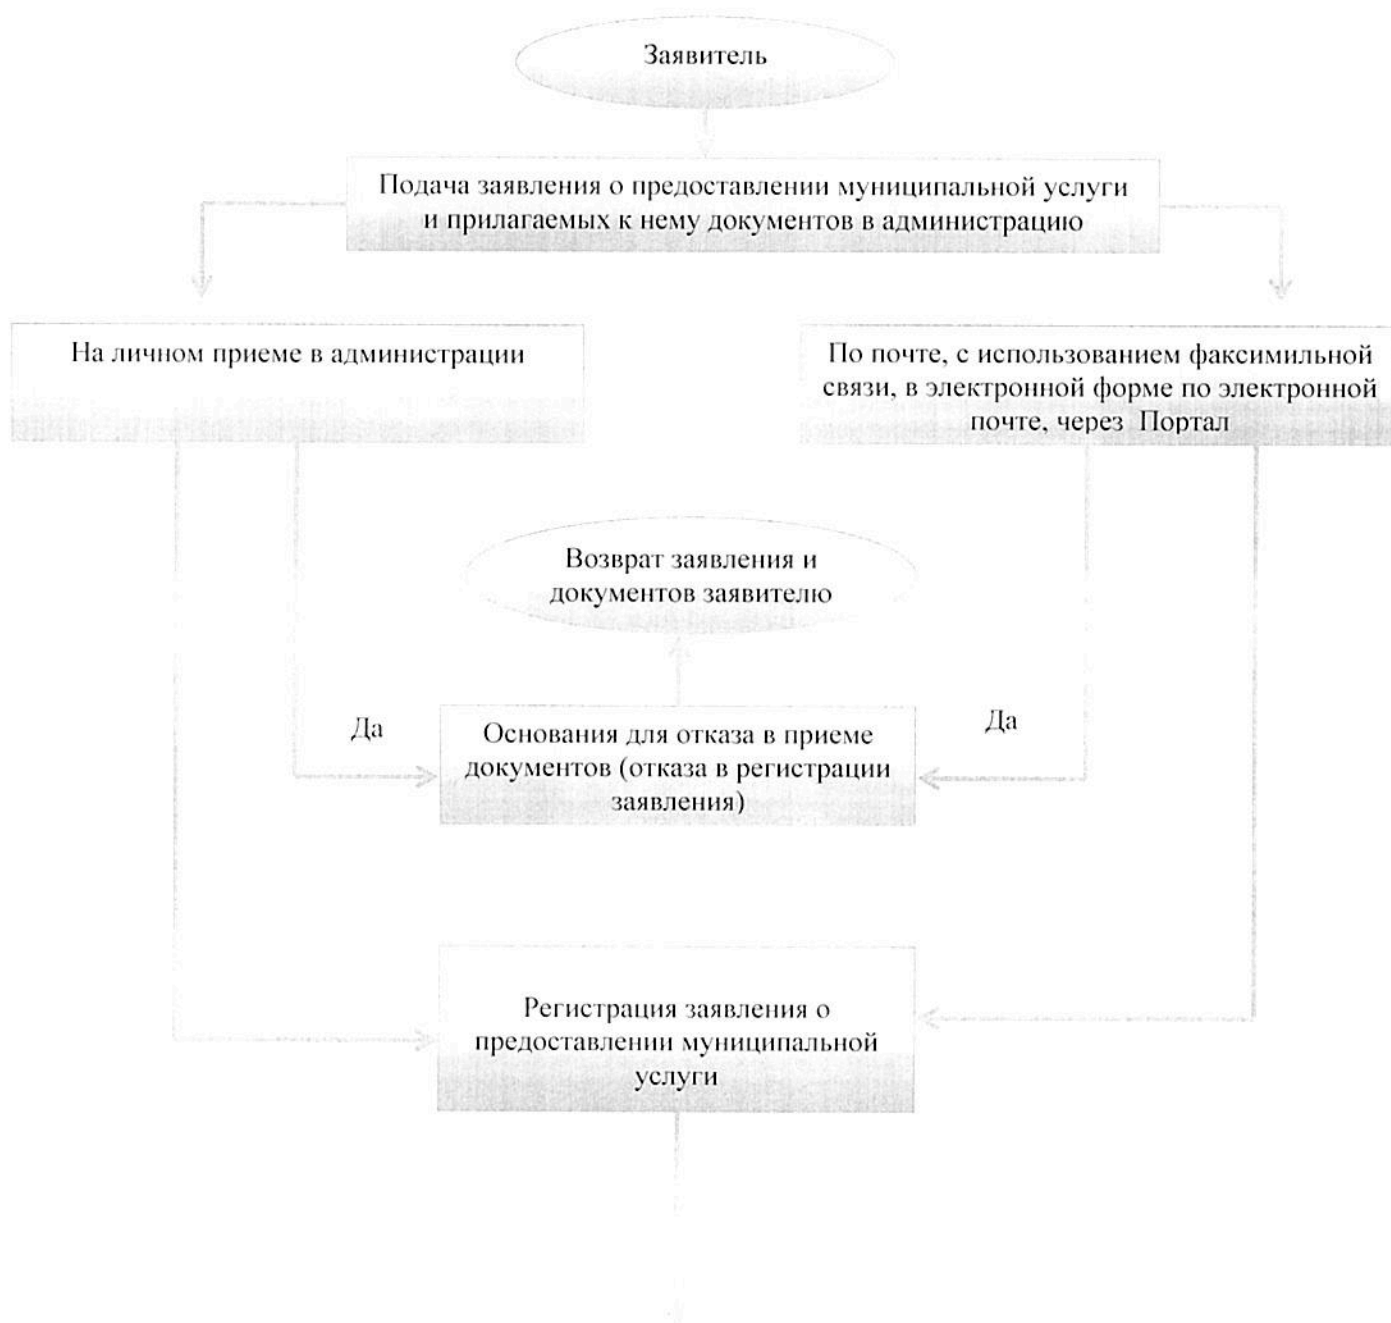 Заявитель
Подача заявления о предоставлении муниципальной услуги
и прилагаемых к нему документов в администрацию
На личном приеме в администрации
По почте, с использованием факсимильной
связи, в электронной форме по электронной
почте, через Портал
Возврат заявления и
документов заявителю
Да
Основания для отказа в приеме
документов (отказа в регистрации
заявления)
Да
Регистрация заявления о
предоставлении муниципальной
услуги